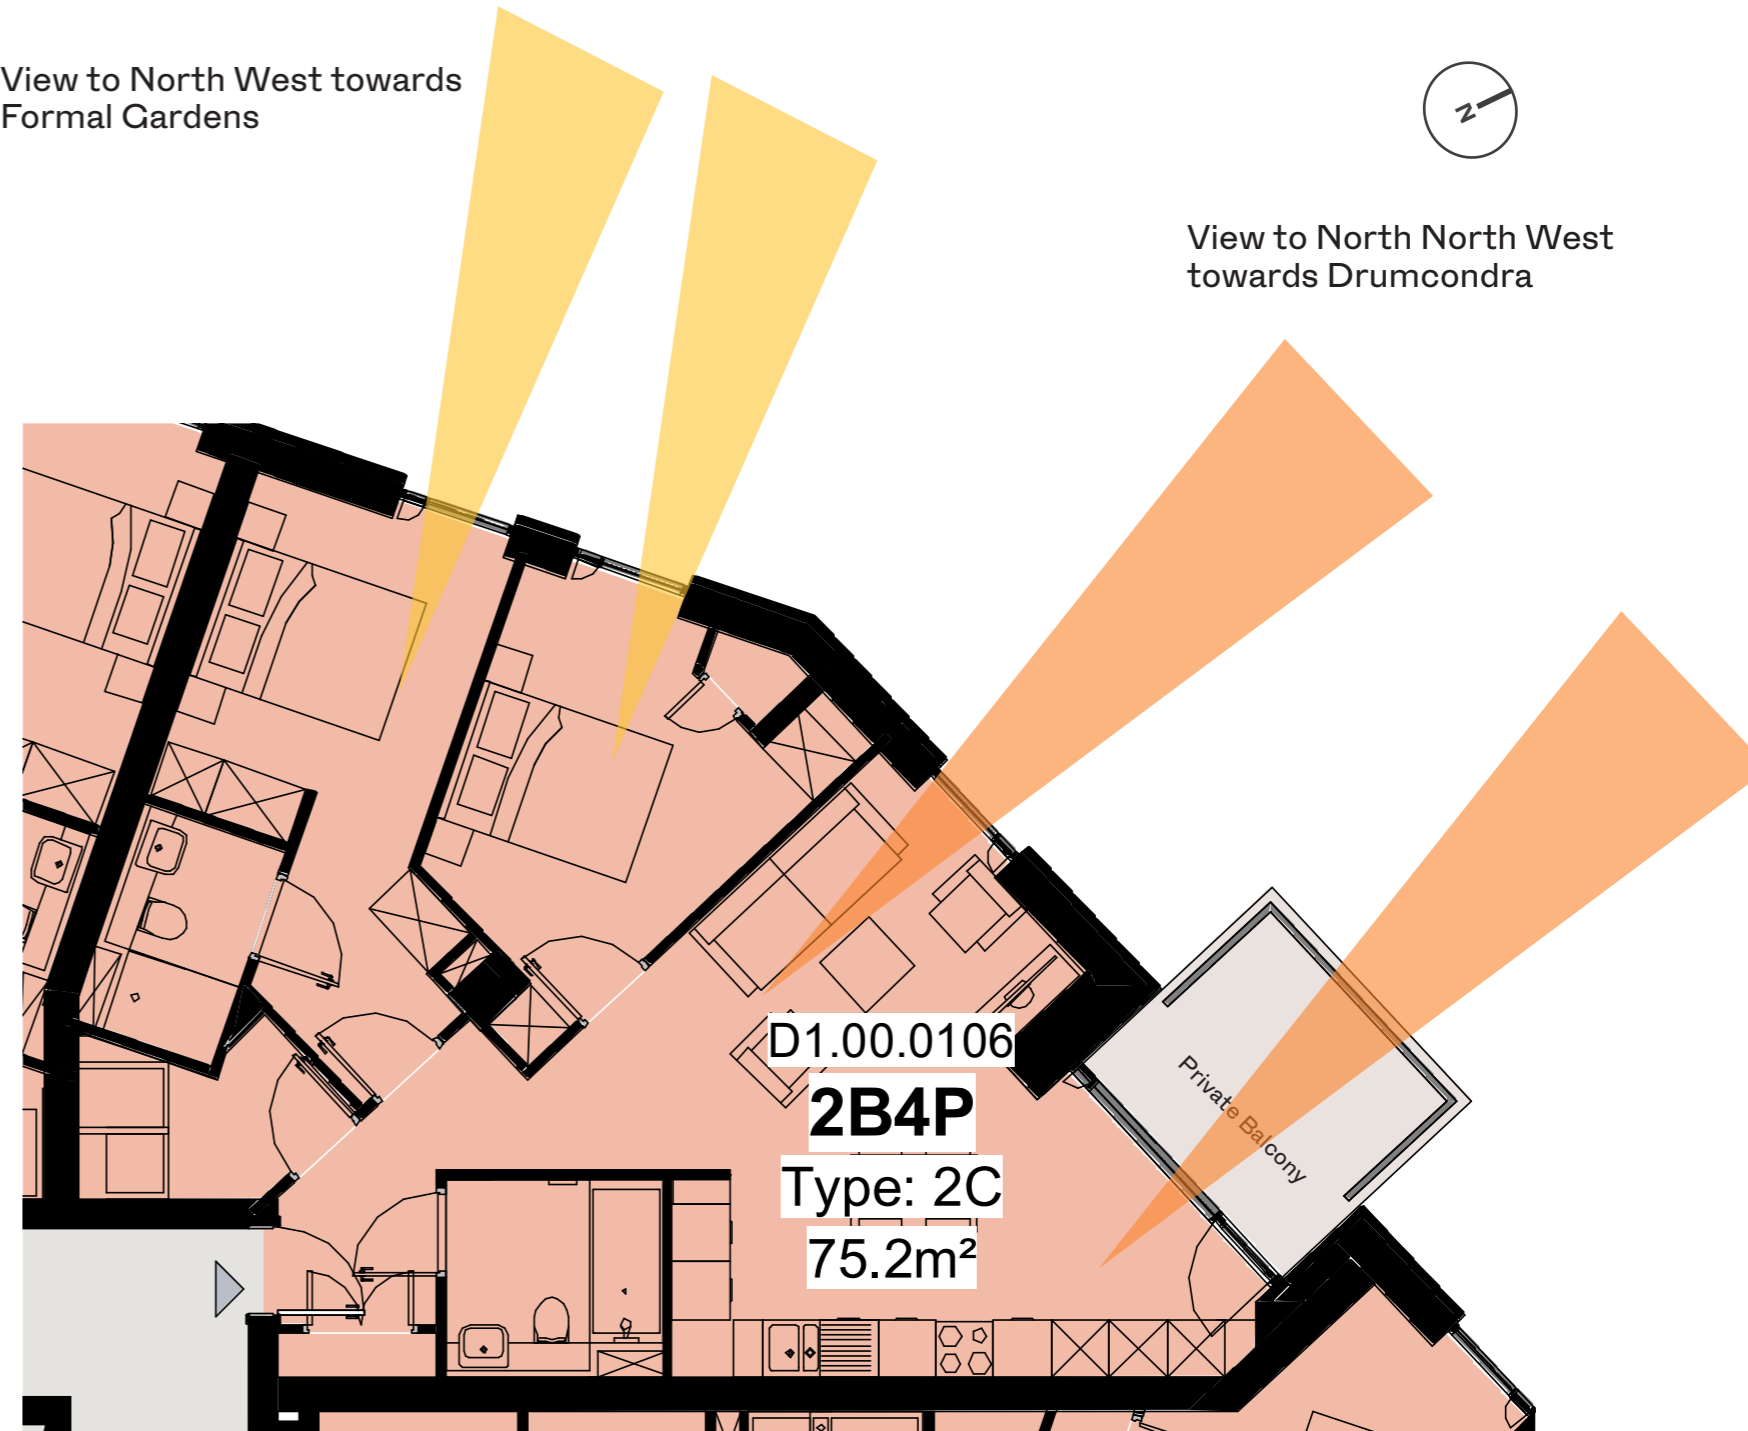 View to North West towards
Formal Gardens
N
View to North North West
towards Drumcondra
D1.00.0106
2B4P
Type: 2C
75.2m²
Private Balcony